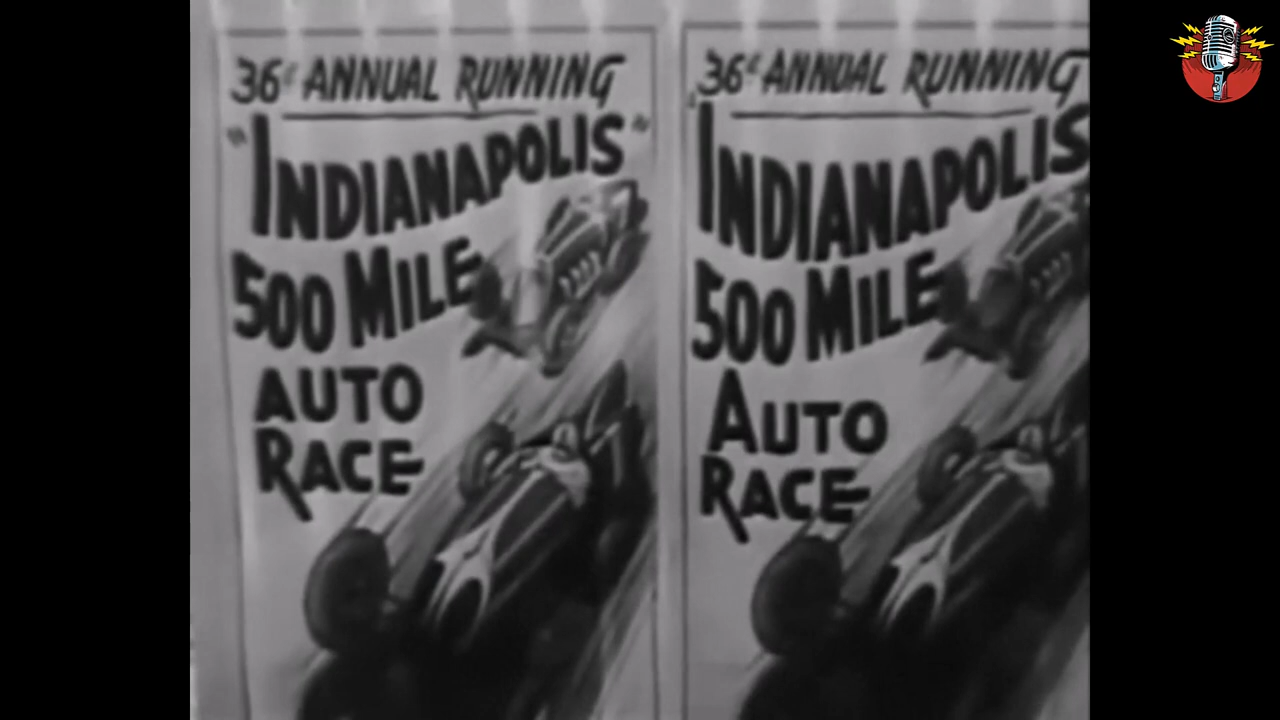 36th ANNUAL RUNNING
"INDIANAPOLIS"
500 MILE
AUTO
RACE
36th ANNUAL RUNNING
"INDIANAPOLIS
500 MILE
AUTO
RACE